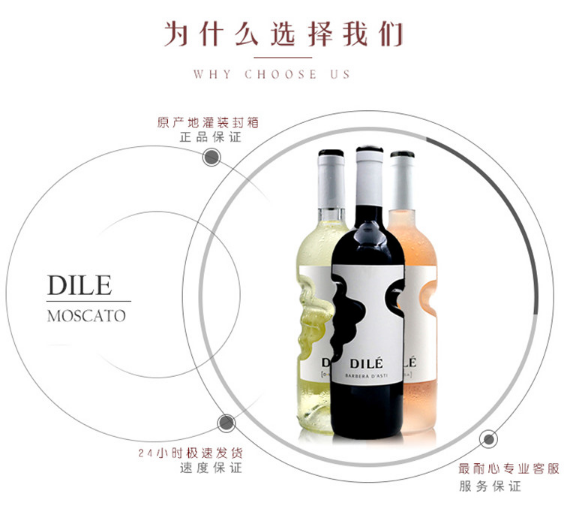 为什么选择我们
WHY CHOOSE US
原产地灌装封箱
正品保证
DILE
MOSCATO
DILÉ
BARBERA D'ASTI
LÉ
24小时极速发货
速度保证
最耐心专业客服
服务保证